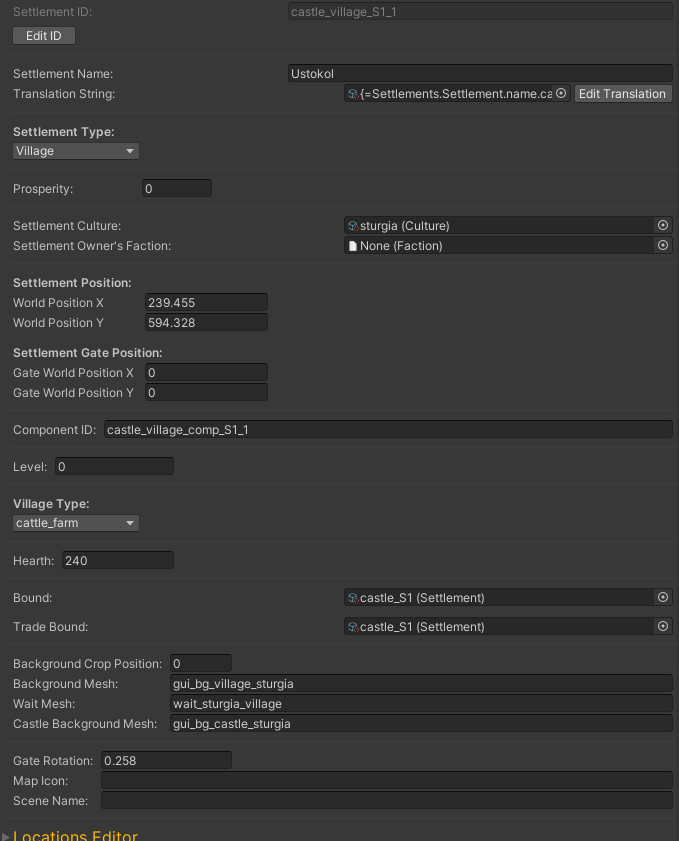 Settlement ID: castle_village_S1_1
Edit ID
Settlement Name: Ustokol
Translation String: {=Settlements.Settlement.name.ca Edit Translation
Settlement Type:
Village
Prosperity: 0
Settlement Culture: sturgia (Culture)
Settlement Owner's Faction: None (Faction)
Settlement Position:
World Position X 239.455
World Position Y 594.328
Settlement Gate Position:
Gate World Position X 0
Gate World Position Y 0
Component ID: castle_village_comp_S1_1
Level: 0
Village Type:
cattle_farm
Hearth: 240
Bound: castle_S1 (Settlement)
Trade Bound: castle_S1 (Settlement)
Background Crop Position: 0
Background Mesh: gui_bg_village_sturgia
Wait Mesh: wait_sturgia_village
Castle Background Mesh: gui_bg_castle_sturgia
Gate Rotation: 0.258
Map Icon:
Scene Name:
Locations Editor